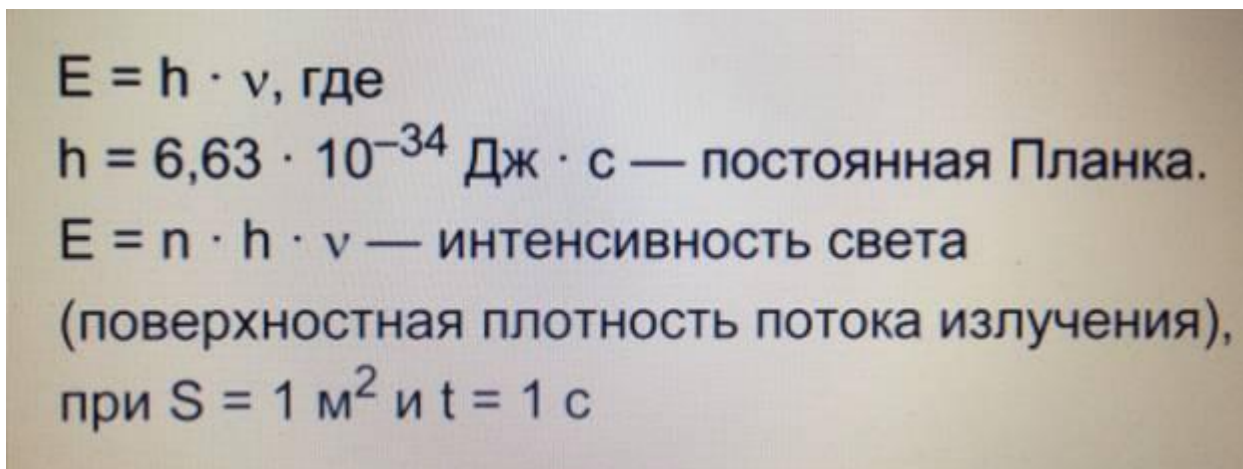 E = h · ν, где
h = 6,63 · 10⁻³⁴ Дж · с — постоянная Планка.
E = n · h · ν — интенсивность света
(поверхностная плотность потока излучения),
при S = 1 м² и t = 1 с